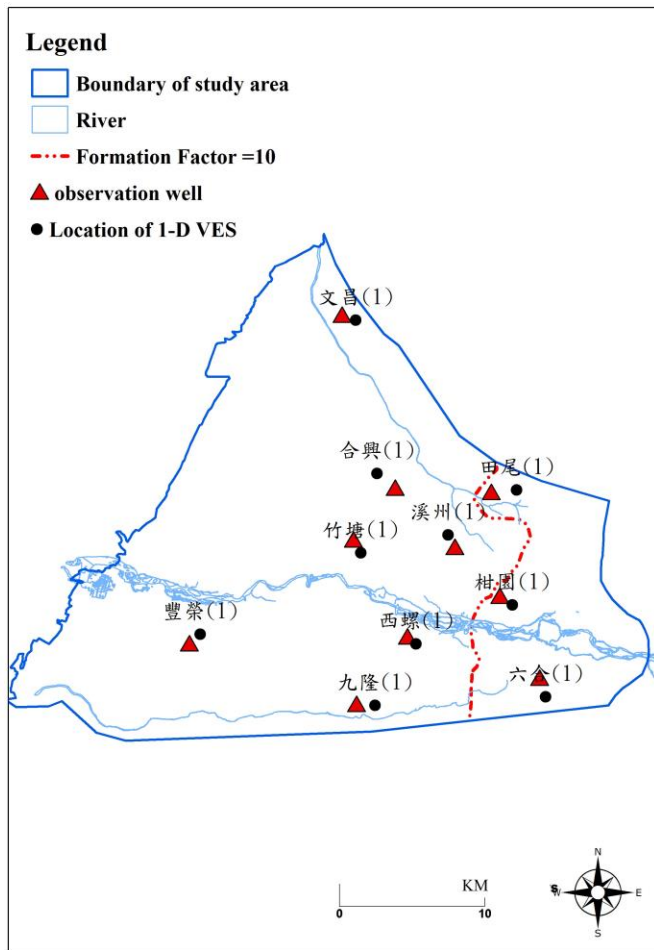 Legend
Boundary of study area
River
Formation Factor =10
observation well
Location of 1-D VES
文昌(1)
合興(1)
田尾(1)
溪州(1)
竹塘(1)
柑園(1)
豐榮(1)
西螺(1)
六合(1)
九隆(1)
KM
0 10
N
S W E
S